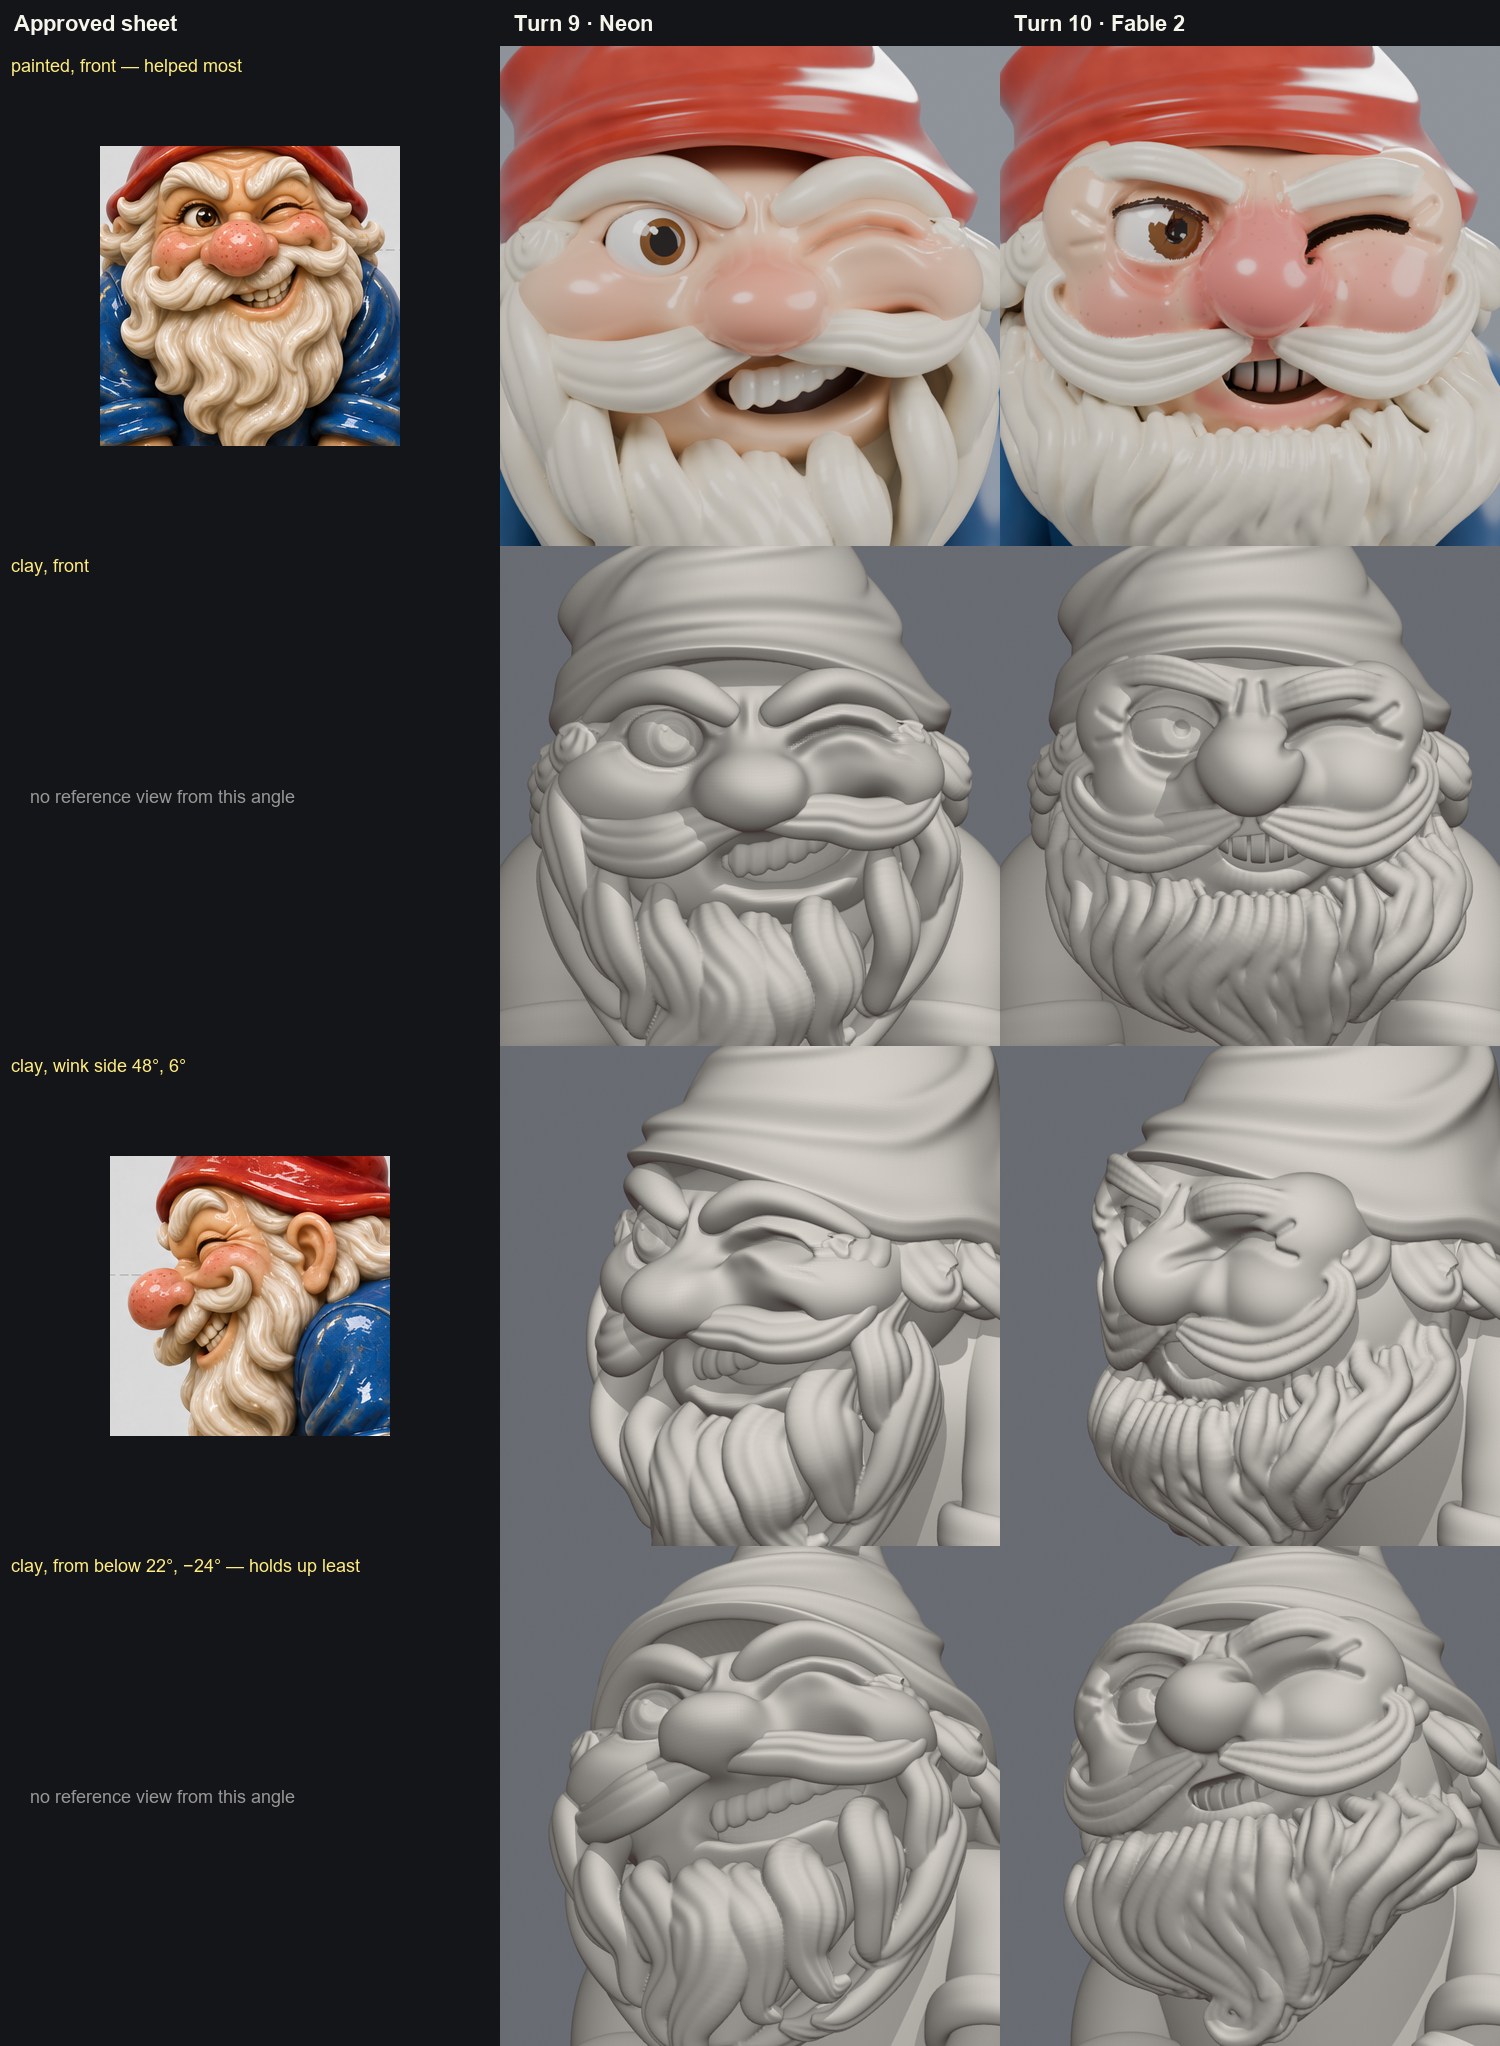 Approved sheet
Turn 9 · Neon
Turn 10 · Fable 2
painted, front — helped most
clay, front
no reference view from this angle
clay, wink side 48°, 6°
clay, from below 22°, −24° — holds up least
no reference view from this angle